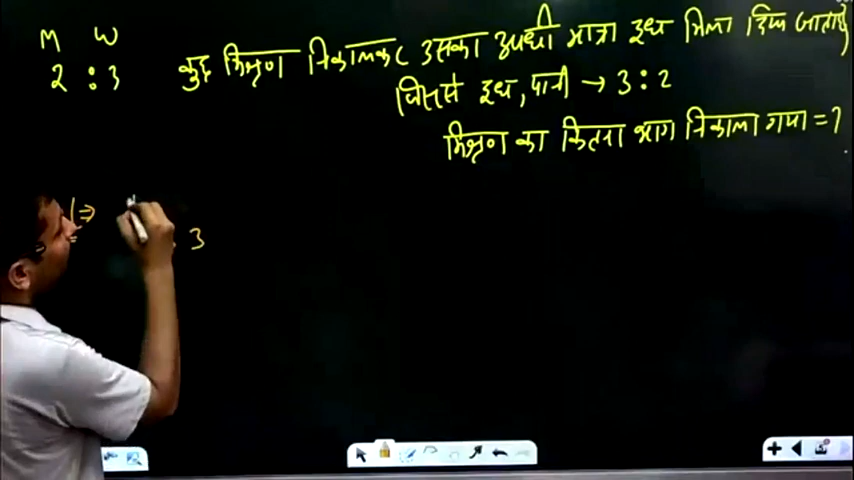 M W
2 : 3
कुछ मिश्रण निकालकर उसका आधी मात्रा दूध मिला दिया जाता है
जिससे दूध, पानी → 3 : 2
मिश्रण का कितना भाग निकाला गया = ?
⇒
3